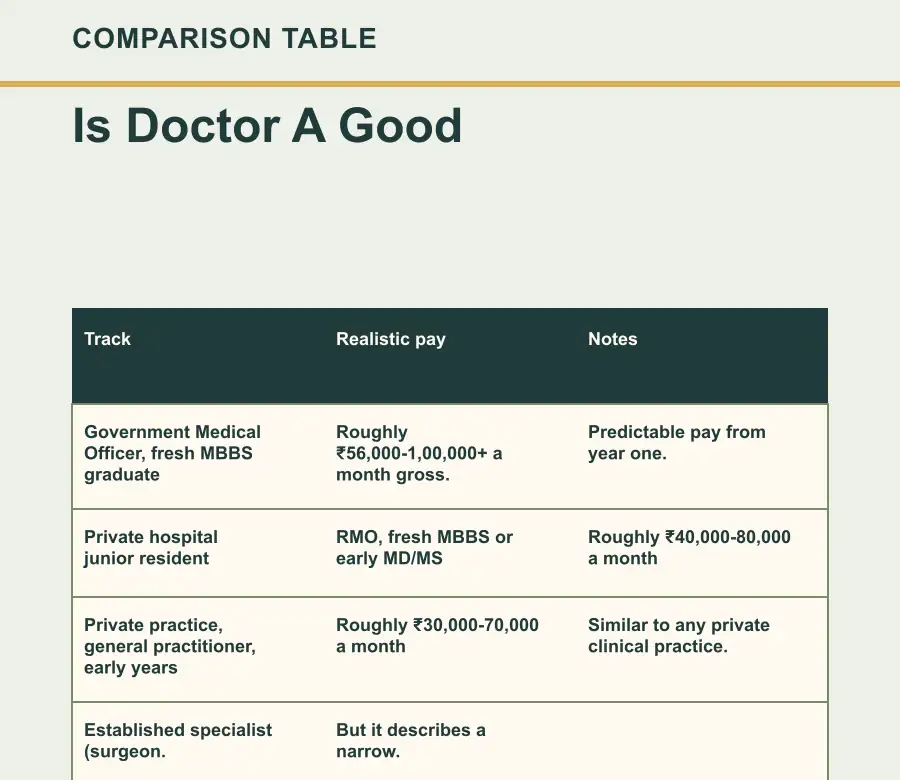 COMPARISON TABLE
Is Doctor A Good
Track
Realistic pay
Notes
Government Medical
Officer, fresh MBBS
graduate
Roughly
₹56,000-1,00,000+ a
month gross.
Predictable pay from
year one.
Private hospital
junior resident
RMO, fresh MBBS or
early MD/MS
Roughly ₹40,000-80,000
a month
Private practice,
general practitioner,
early years
Roughly ₹30,000-70,000
a month
Similar to any private
clinical practice.
Established specialist
(surgeon.
But it describes a
narrow.